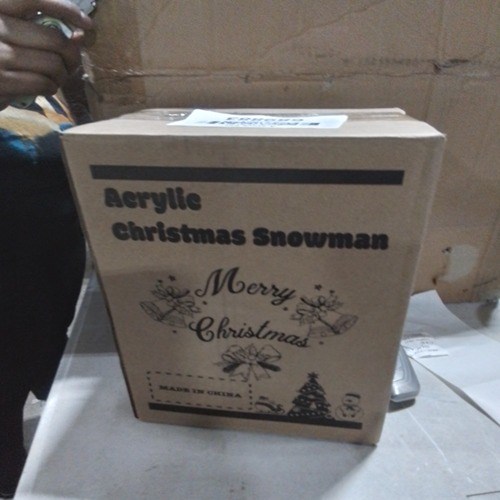 Acrylic
Christmas Snowman
Merry
Christmas
MADE IN CHINA